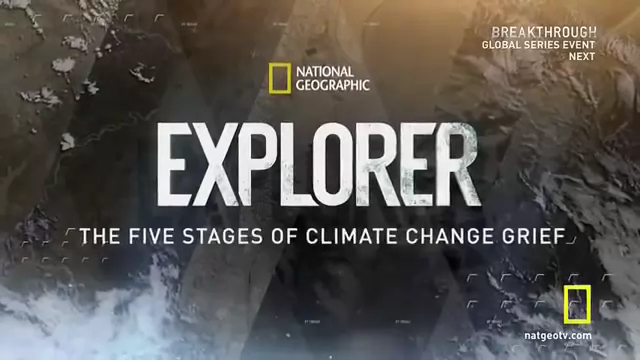 BREAKTHROUGH
GLOBAL SERIES EVENT
NEXT
NATIONAL
GEOGRAPHIC
EXPLORER
THE FIVE STAGES OF CLIMATE CHANGE GRIEF
natgeotv.com